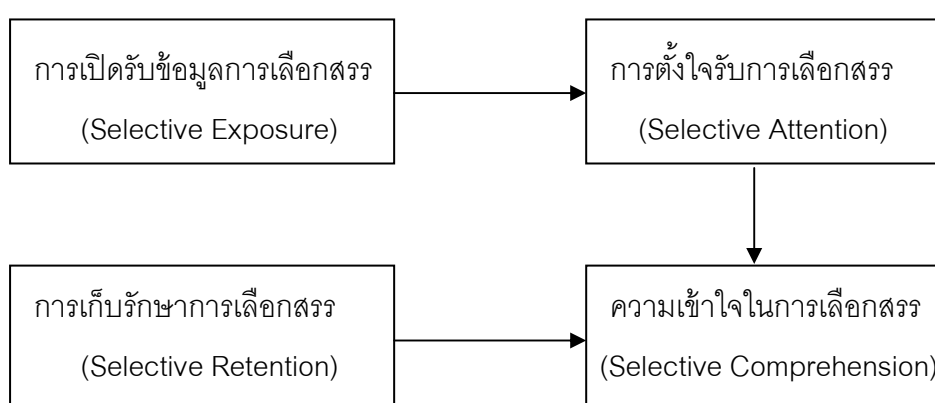 การเปิดรับข้อมูลการเลือกสรร
(Selective Exposure)
การตั้งใจรับการเลือกสรร
(Selective Attention)
การเก็บรักษาการเลือกสรร
(Selective Retention)
ความเข้าใจในการเลือกสรร
(Selective Comprehension)